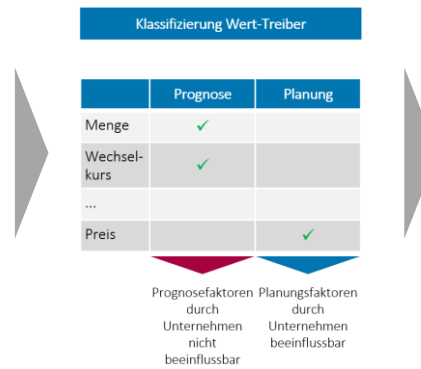 Klassifizierung Wert-Treiber
Prognose Planung
Menge ✓
Wechsel-
kurs ✓
...
Preis ✓
Prognosefaktoren Planungsfaktoren
durch durch
Unternehmen Unternehmen
nicht beeinflussbar
beeinflussbar